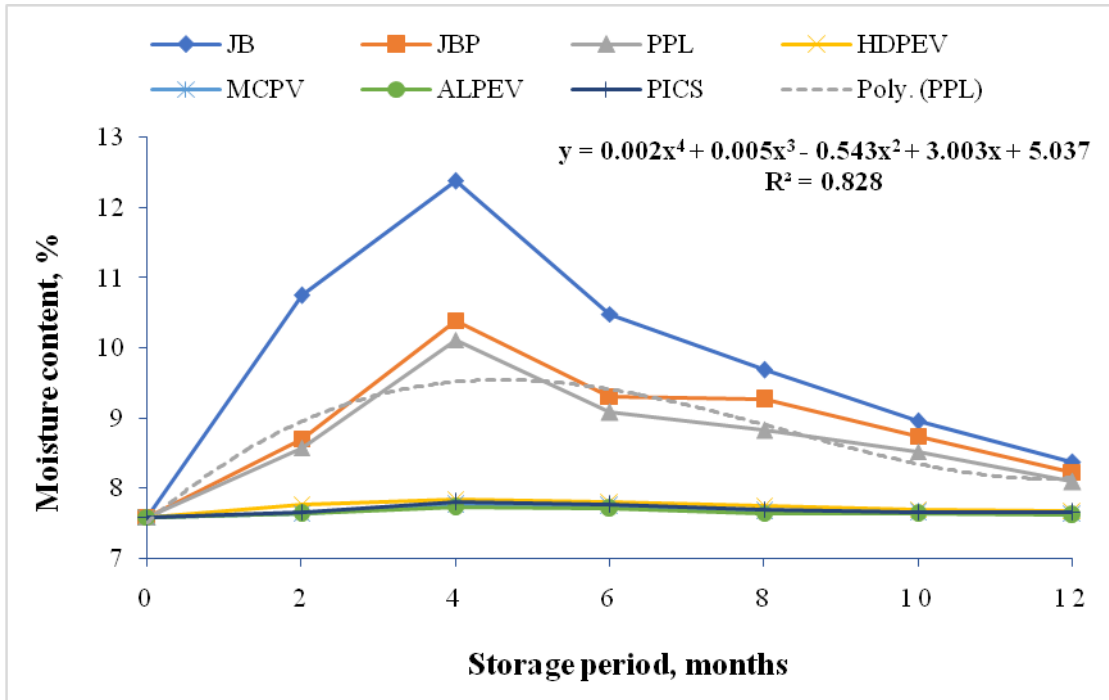 JB JBP PPL HDPEV
MCPV ALPEV PICS Poly. (PPL)
y = 0.002x⁴ + 0.005x³ - 0.543x² + 3.003x + 5.037
R² = 0.828
13
12
11
10
9
8
7
0 2 4 6 8 10 12
Moisture content, %
Storage period, months